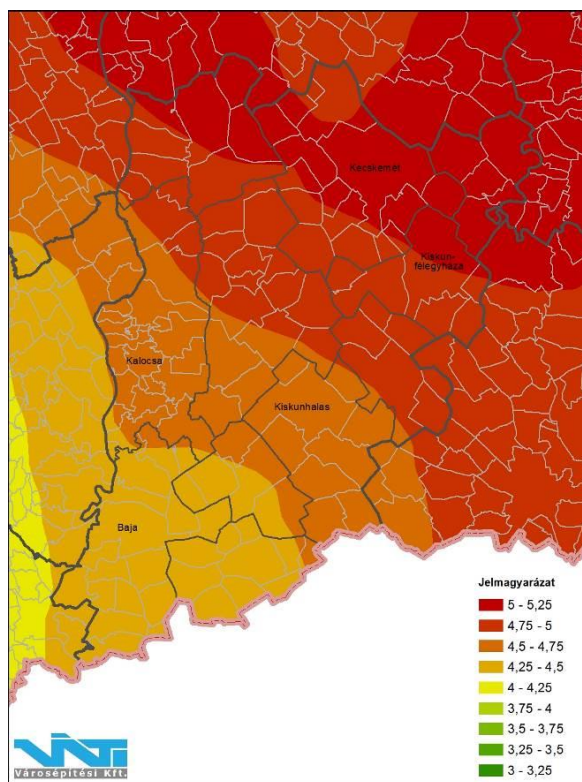 Kecskemét
Kiskun-
félegyháza
Kalocsa
Kiskunhalas
Baja
Jelmagyarázat
5 - 5,25
4,75 - 5
4,5 - 4,75
4,25 - 4,5
4 - 4,25
3,75 - 4
3,5 - 3,75
3,25 - 3,5
3 - 3,25
VÁTI
Városépítési Kft.